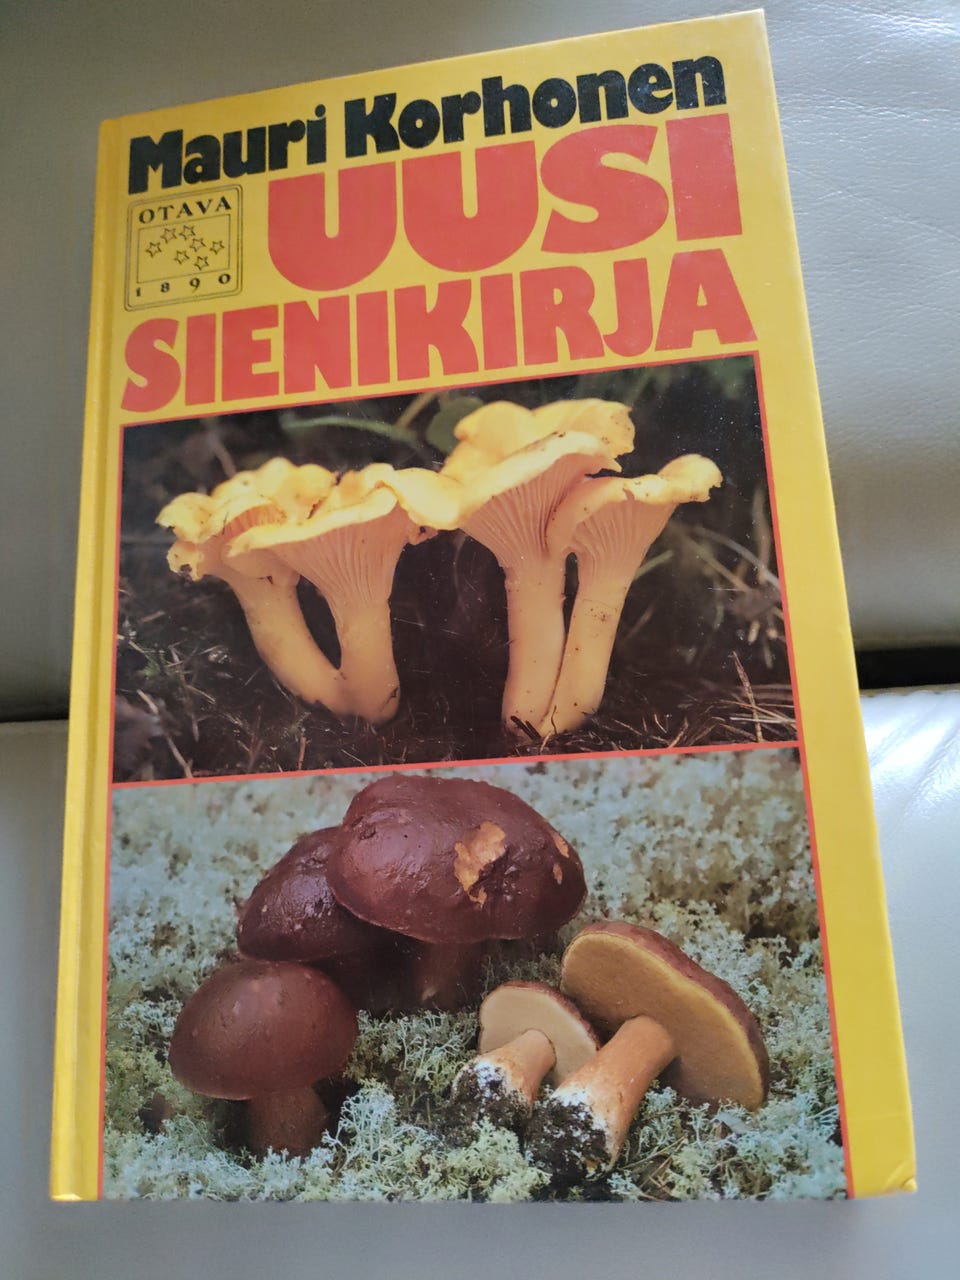 Mauri Korhonen
OTAVA
1890
UUSI
SIENIKIRJA